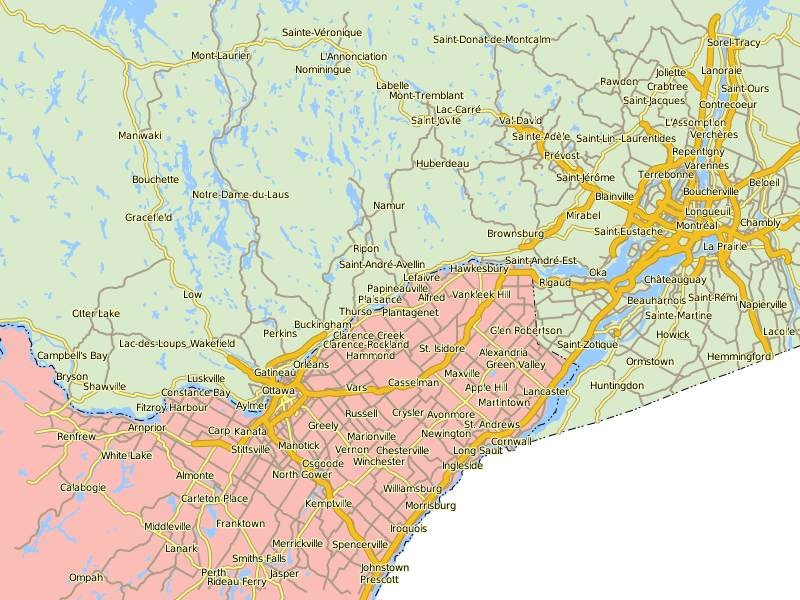 Sainte-Véronique
Saint-Donat-de-Montcalm
Sorel-Tracy
Mont-Laurier
L'Annonciation
Nominingue
Joliette
Lanoraie
Rawdon
Crabtree
Saint-Ours
Labelle
Mont-Tremblant
Saint-Jacques
Contrecoeur
Lac-Carré
Saint-Jovite
Val-David
L'Assomption
Maniwaki
Sainte-Adèle
Saint-Lin-Laurentides
Verchères
Prévost
Repentigny
Huberdeau
Varennes
Bouchette
Saint-Jérôme
Terrebonne
Beloeil
Notre-Dame-du-Laus
Blainville
Boucherville
Namur
Gracefield
Mirabel
Longueuil
Chambly
Brownsburg
Saint-Eustache
Montréal
Ripon
La Prairie
Saint-André-Avellin
Saint-André-Est
Hawkesbury
Oka
Lefaivre
Rigaud
Châteauguay
Papineauville
Low
Plaisance
Alfred
Vankleek Hill
Beauharnois
Saint-Rémi
Napierville
Otter Lake
Thurso
Plantagenet
Sainte-Martine
Buckingham
Perkins
Glen Robertson
Howick
Lacolle
Lac-des-Loups
Wakefield
Clarence Creek
Clarence-Rockland
Saint-Zotique
Campbell's Bay
Hammond
St. Isidore
Alexandria
Hemmingford
Orléans
Green Valley
Ormstown
Bryson
Luskville
Gatineau
Maxville
Shawville
Casselman
Apple Hill
Huntingdon
Constance Bay
Ottawa
Vars
Lancaster
Fitzroy Harbour
Aylmer
Martintown
Russell
Crysler
Avonmore
Arnprior
Carp
Kanata
Greely
St. Andrews
Renfrew
Marionville
Newington
Cornwall
Manotick
Stittsville
Vernon
Chesterville
Long Sault
White Lake
Osgoode
Winchester
Ingleside
Almonte
North Gower
Calabogie
Williamsburg
Carleton Place
Kemptville
Morrisburg
Middleville
Franktown
Iroquois
Lanark
Merrickville
Spencerville
Smiths Falls
Johnstown
Ompah
Perth
Jasper
Rideau Ferry
Prescott